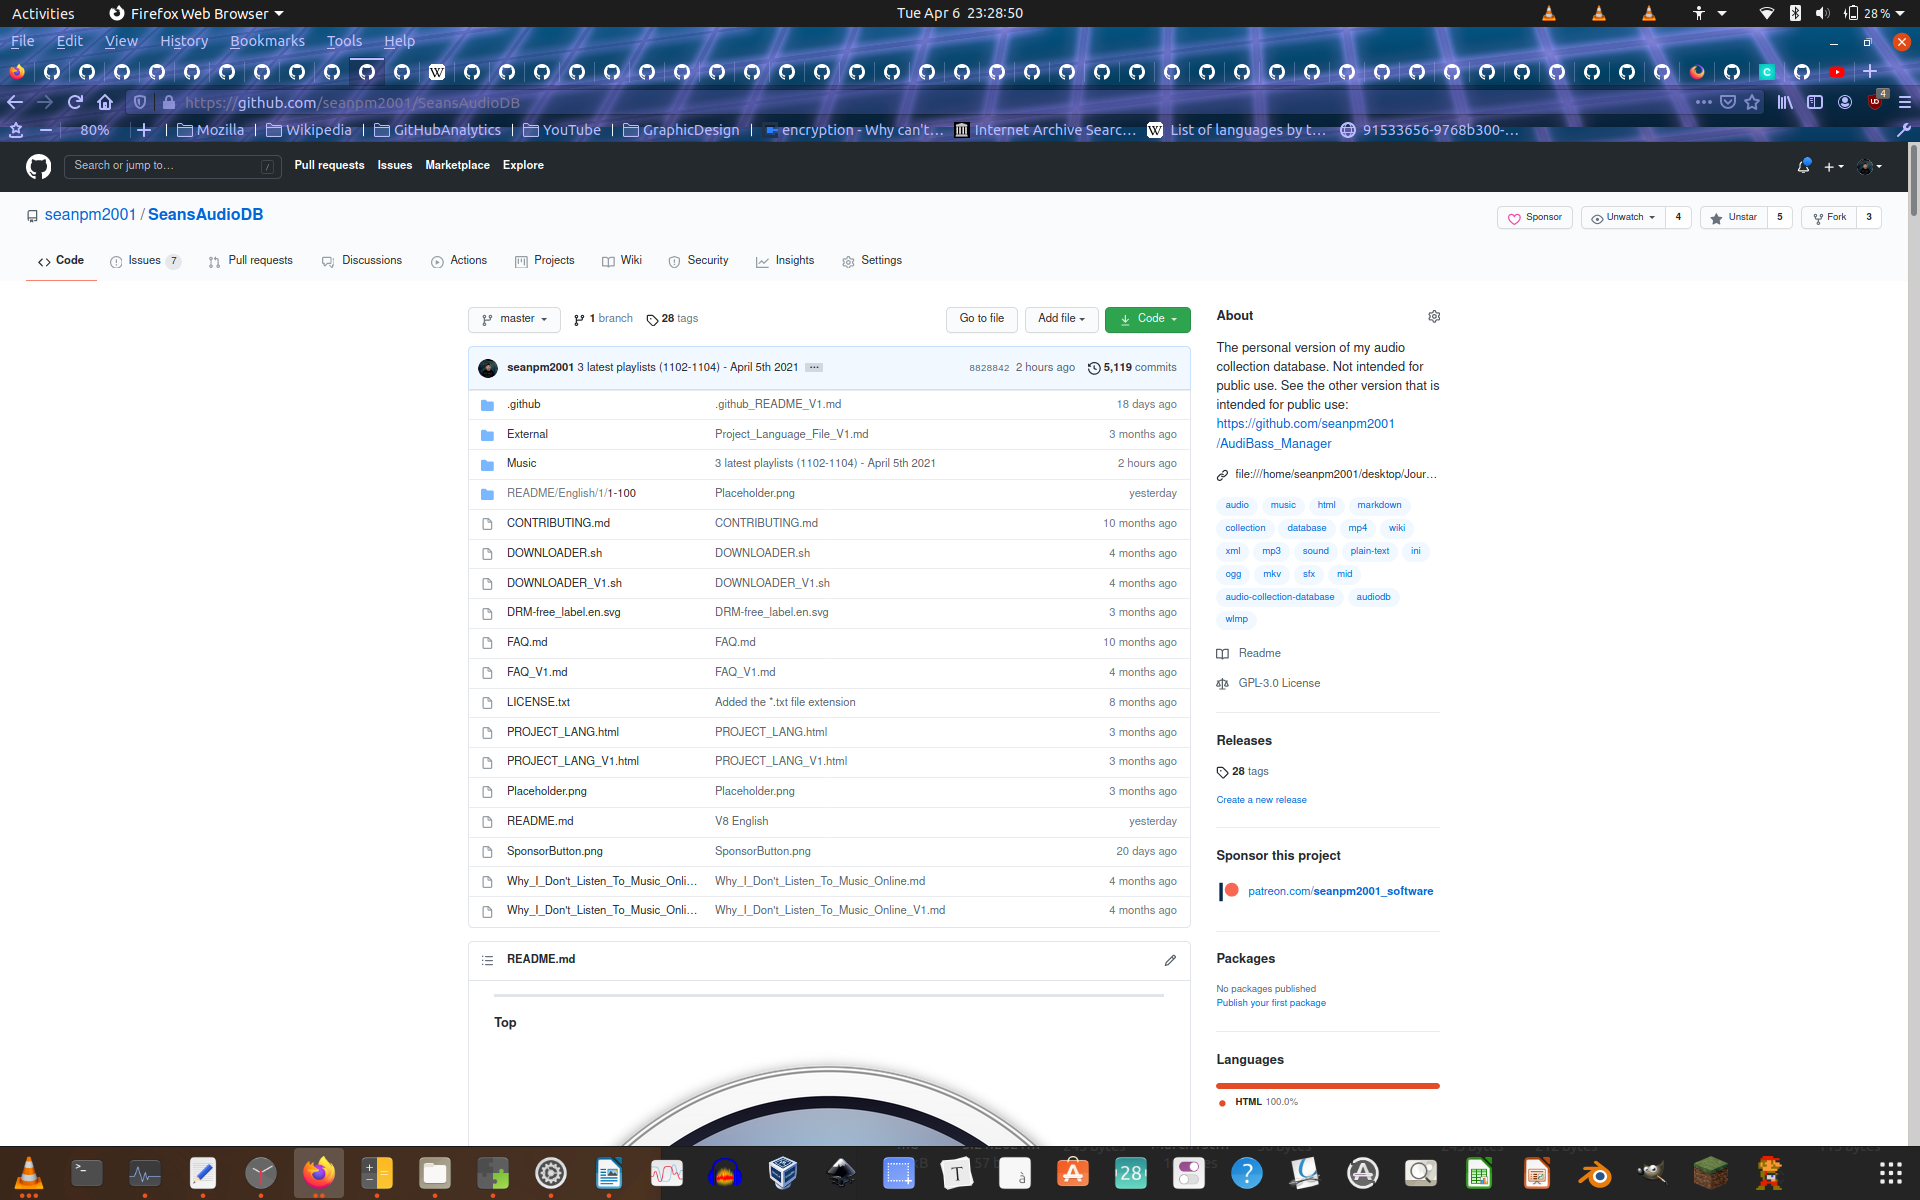 Activities Firefox Web Browser Tue Apr 6 23:28:50 28 %
File Edit View History Bookmarks Tools Help
https://github.com/seanpm2001/SeansAudioDB 4
80% Mozilla Wikipedia GitHubAnalytics YouTube GraphicDesign encryption - Why can't… Internet Archive Searc… List of languages by t… 91533656-9768b300-…
Search or jump to… / Pull requests Issues Marketplace Explore
seanpm2001 / SeansAudioDB Sponsor Unwatch 4 Unstar 5 Fork 3
Code Issues 7 Pull requests Discussions Actions Projects Wiki Security Insights Settings
master 1 branch 28 tags Go to file Add file Code
seanpm2001 3 latest playlists (1102-1104) - April 5th 2021 … 8828842 2 hours ago 5,119 commits
.github .github_README_V1.md 18 days ago
External Project_Language_File_V1.md 3 months ago
Music 3 latest playlists (1102-1104) - April 5th 2021 2 hours ago
README/English/1/1-100 Placeholder.png yesterday
CONTRIBUTING.md CONTRIBUTING.md 10 months ago
DOWNLOADER.sh DOWNLOADER.sh 4 months ago
DOWNLOADER_V1.sh DOWNLOADER_V1.sh 4 months ago
DRM-free_label.en.svg DRM-free_label.en.svg 3 months ago
FAQ.md FAQ.md 10 months ago
FAQ_V1.md FAQ_V1.md 4 months ago
LICENSE.txt Added the *.txt file extension 8 months ago
PROJECT_LANG.html PROJECT_LANG.html 3 months ago
PROJECT_LANG_V1.html PROJECT_LANG_V1.html 3 months ago
Placeholder.png Placeholder.png 3 months ago
README.md V8 English yesterday
SponsorButton.png SponsorButton.png 20 days ago
Why_I_Don't_Listen_To_Music_Onli… Why_I_Don't_Listen_To_Music_Online.md 4 months ago
Why_I_Don't_Listen_To_Music_Onli… Why_I_Don't_Listen_To_Music_Online_V1.md 4 months ago
README.md
Top
About
The personal version of my audio
collection database. Not intended for
public use. See the other version that is
intended for public use:
https://github.com/seanpm2001
/AudiBass_Manager
file:///home/seanpm2001/desktop/Jour…
audio music html markdown
collection database mp4 wiki
xml mp3 sound plain-text ini
ogg mkv sfx mid
audio-collection-database audiodb
wlmp
Readme
GPL-3.0 License
Releases
28 tags
Create a new release
Sponsor this project
patreon.com/seanpm2001_software
Packages
No packages published
Publish your first package
Languages
HTML 100.0%